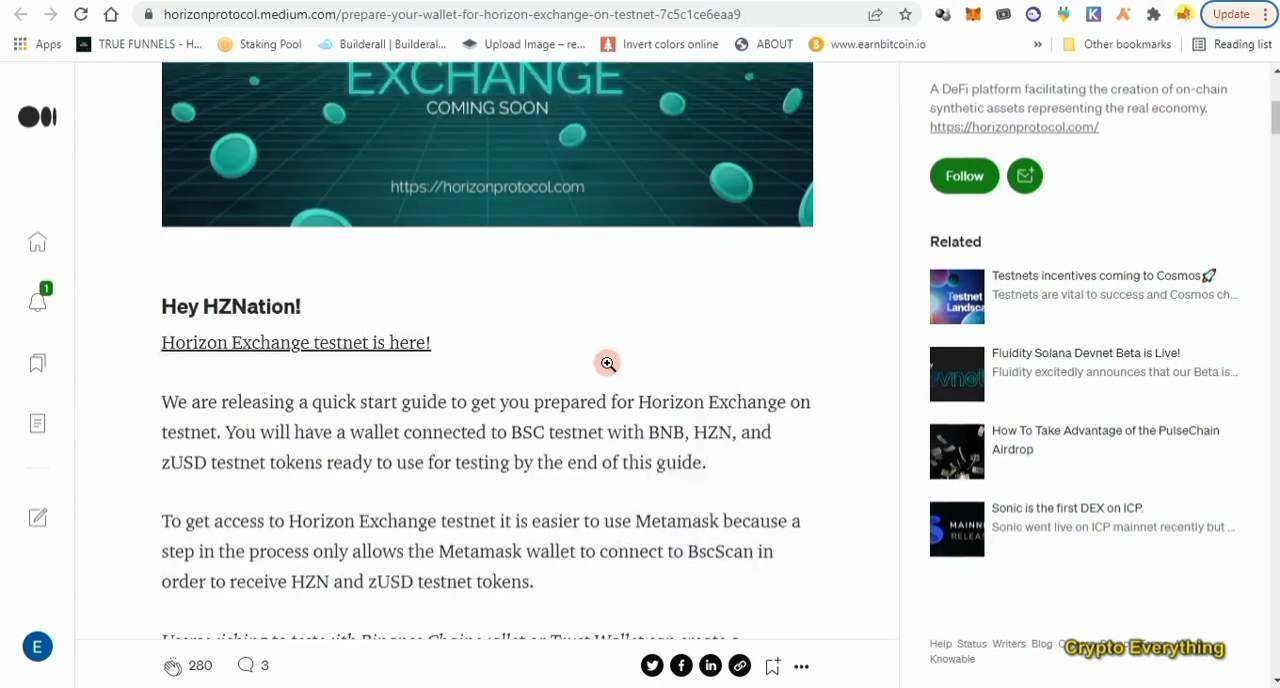 horizonprotocol.medium.com/prepare-your-wallet-for-horizon-exchange-on-testnet-7c5c1ce6eaa9
Update
Apps
TRUE FUNNELS - H...
Staking Pool
Builderall | Builderal...
Upload Image – re...
Invert colors online
ABOUT
www.earnbitcoin.io
»
Other bookmarks
Reading list
EXCHANGE
COMING SOON
https://horizonprotocol.com
Hey HZNation!
Horizon Exchange testnet is here!
We are releasing a quick start guide to get you prepared for Horizon Exchange on
testnet. You will have a wallet connected to BSC testnet with BNB, HZN, and
zUSD testnet tokens ready to use for testing by the end of this guide.
To get access to Horizon Exchange testnet it is easier to use Metamask because a
step in the process only allows the Metamask wallet to connect to BscScan in
order to receive HZN and zUSD testnet tokens.
280
3
A DeFi platform facilitating the creation of on-chain
synthetic assets representing the real economy.
https://horizonprotocol.com/
Follow
Related
Testnets incentives coming to Cosmos🚀
Testnets are vital to success and Cosmos ch...
Testnet
Landsca
Fluidity Solana Devnet Beta is Live!
Fluidity excitedly announces that our Beta is...
How To Take Advantage of the PulseChain
Airdrop
Sonic is the first DEX on ICP.
Sonic went live on ICP mainnet recently but ...
Help Status Writers Blog
Knowable
Crypto Everything
1
E